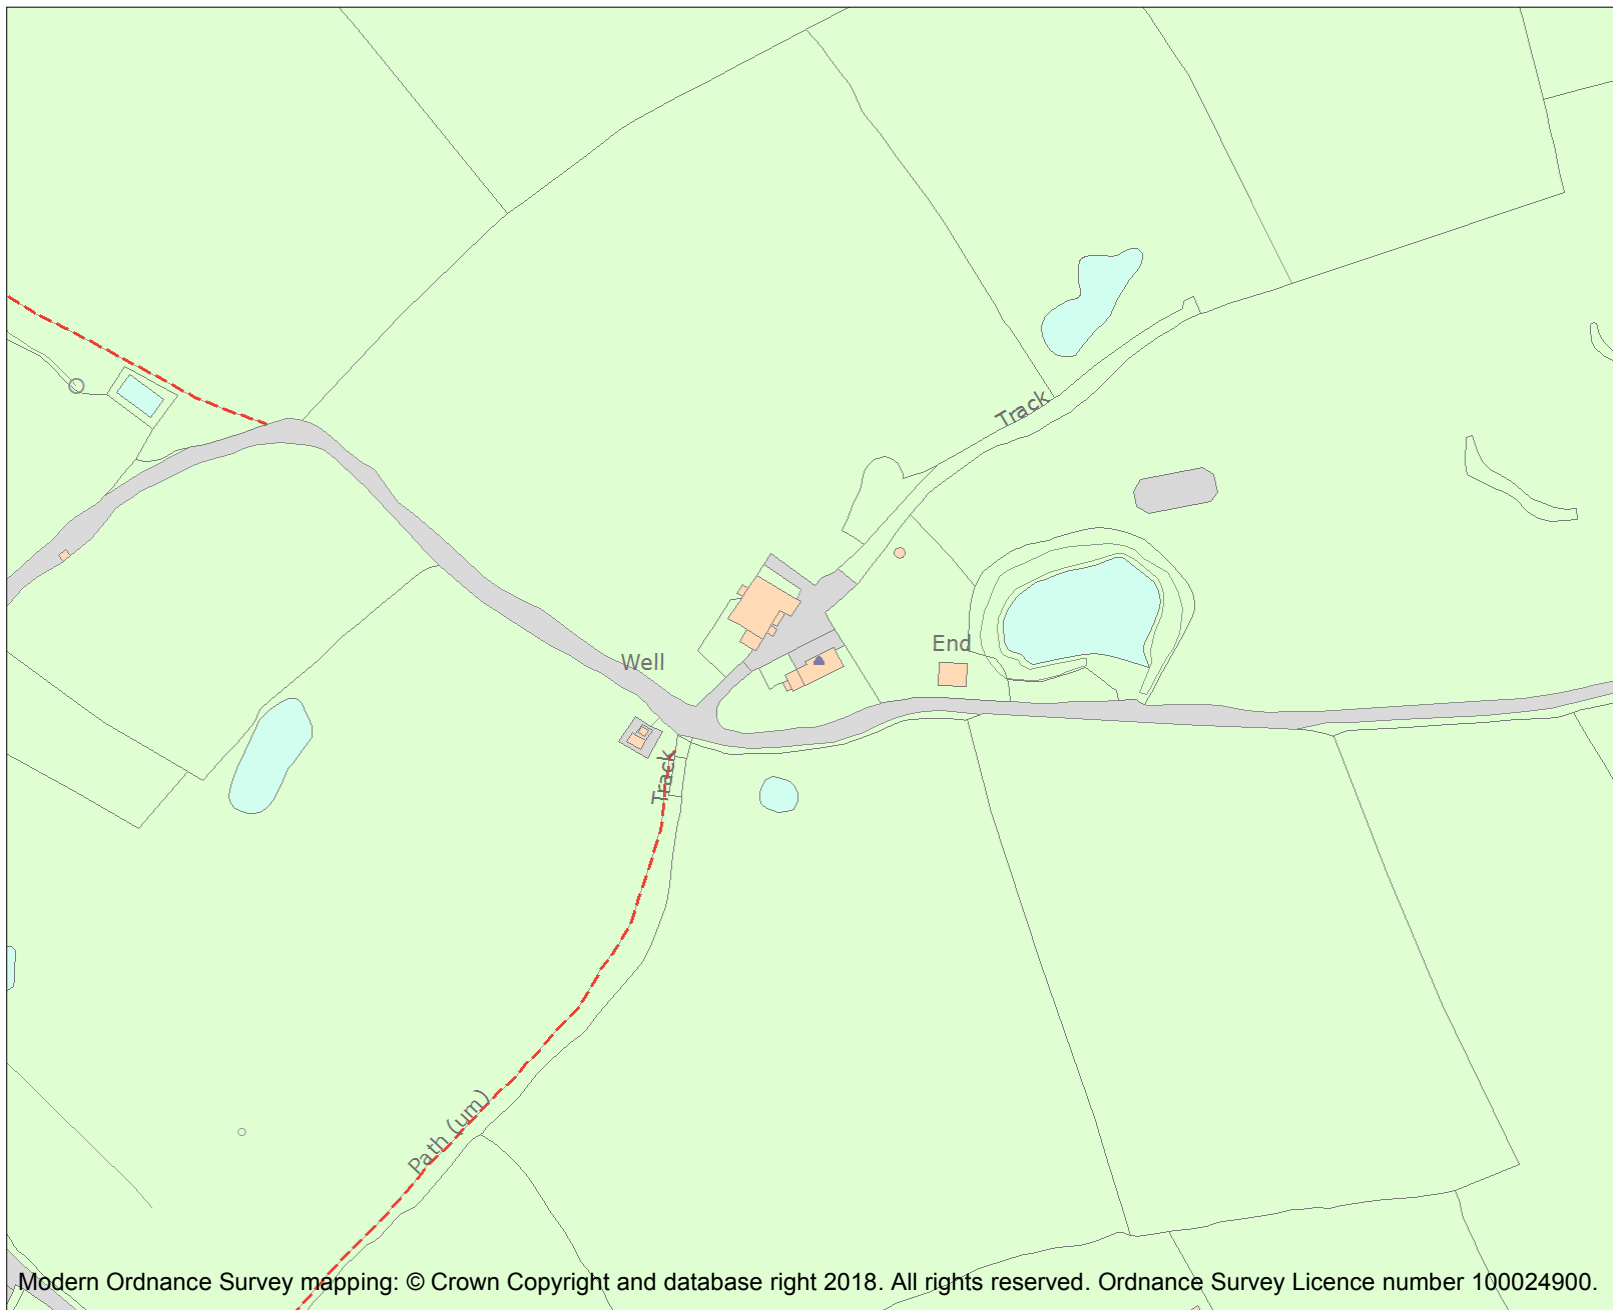 Track
End
Well
Track
Path (um)
Modern Ordnance Survey mapping: © Crown Copyright and database right 2018. All rights reserved. Ordnance Survey Licence number 100024900.